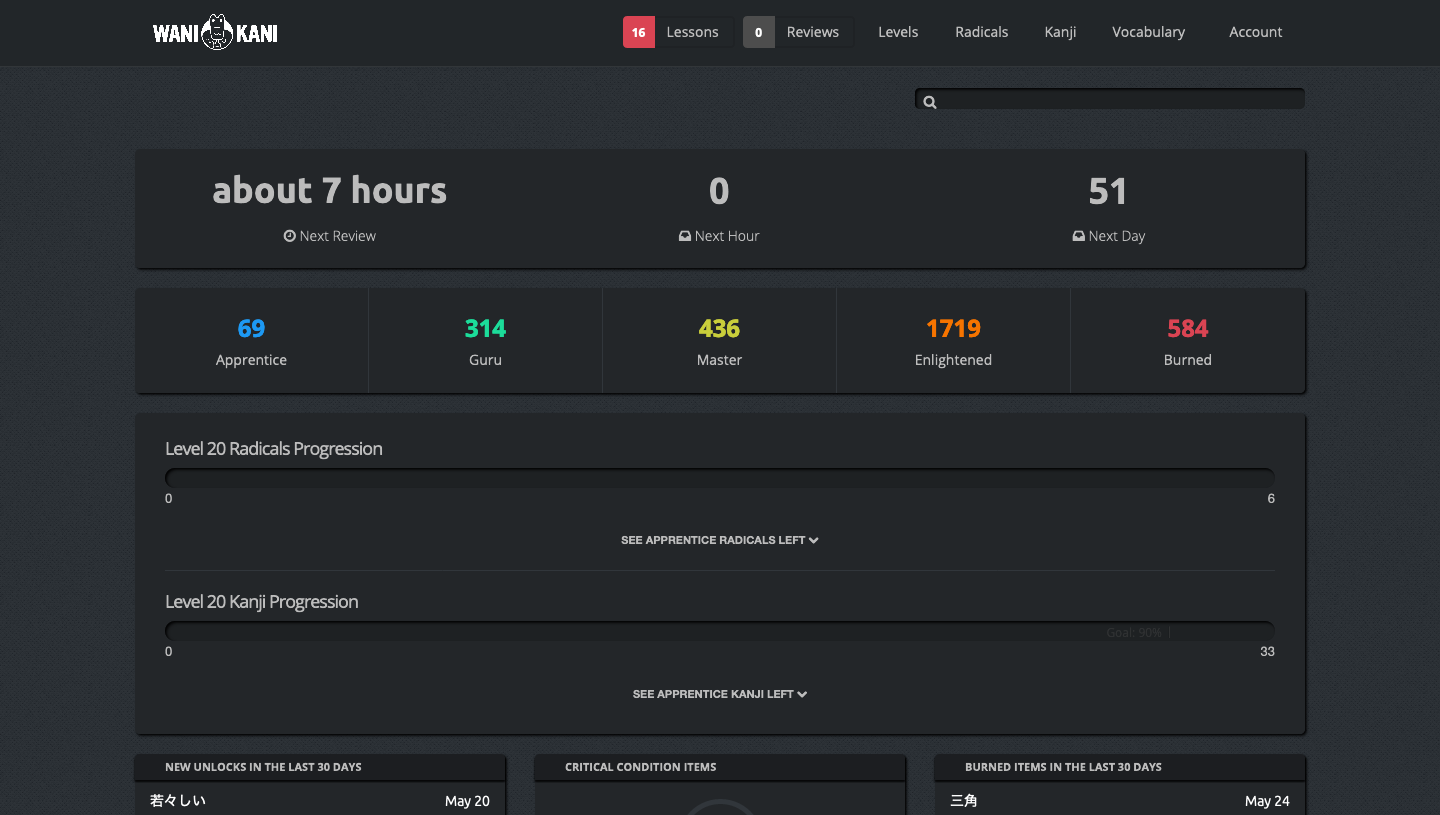 WANI KANI
16 Lessons 0 Reviews Levels Radicals Kanji Vocabulary Account
about 7 hours 0 51
Next Review Next Hour Next Day
69 314 436 1719 584
Apprentice Guru Master Enlightened Burned
Level 20 Radicals Progression
0 6
SEE APPRENTICE RADICALS LEFT
Level 20 Kanji Progression
Goal: 90%
0 33
SEE APPRENTICE KANJI LEFT
NEW UNLOCKS IN THE LAST 30 DAYS CRITICAL CONDITION ITEMS BURNED ITEMS IN THE LAST 30 DAYS
若々しい May 20 三角 May 24